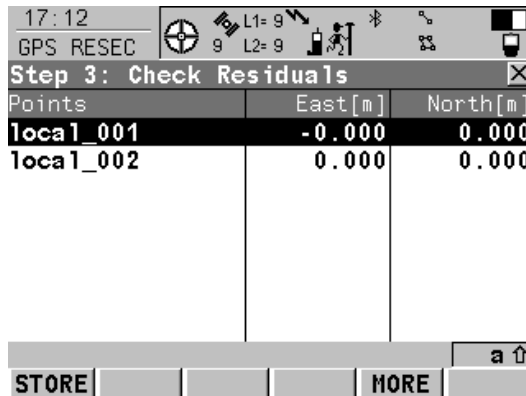 17:12
L1= 9
GPS RESEC
9 L2= 9
Step 3: Check Residuals
Points East[m] North[m]
local_001 -0.000 0.000
local_002 0.000 0.000
a
STORE MORE